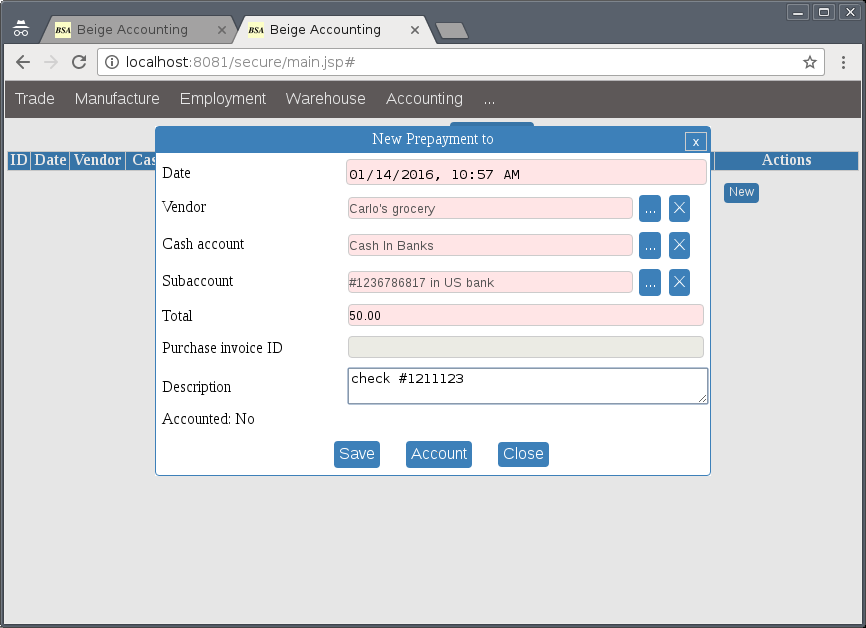 BSA Beige Accounting
BSA Beige Accounting
localhost:8081/secure/main.jsp#
Trade Manufacture Employment Warehouse Accounting ...
New Prepayment to x
ID Date Vendor Cas Actions
Date 01/14/2016, 10:57 AM
New
Vendor Carlo's grocery ... X
Cash account Cash In Banks ... X
Subaccount #1236786817 in US bank ... X
Total 50.00
Purchase invoice ID
Description check #1211123
Accounted: No
Save Account Close